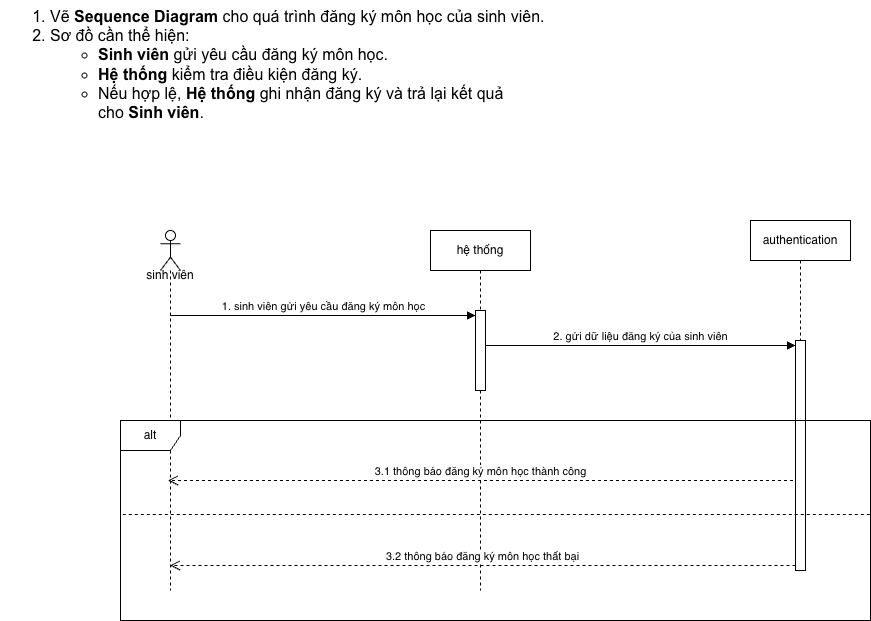 1. Vẽ Sequence Diagram cho quá trình đăng ký môn học của sinh viên.
2. Sơ đồ cần thể hiện:
Sinh viên gửi yêu cầu đăng ký môn học.
Hệ thống kiểm tra điều kiện đăng ký.
Nếu hợp lệ, Hệ thống ghi nhận đăng ký và trả lại kết quả
cho Sinh viên.
authentication
hệ thống
sinh viên
1. sinh viên gửi yêu cầu đăng ký môn học
2. gửi dữ liệu đăng ký của sinh viên
alt
3.1 thông báo đăng ký môn học thành công
3.2 thông báo đăng ký môn học thất bại